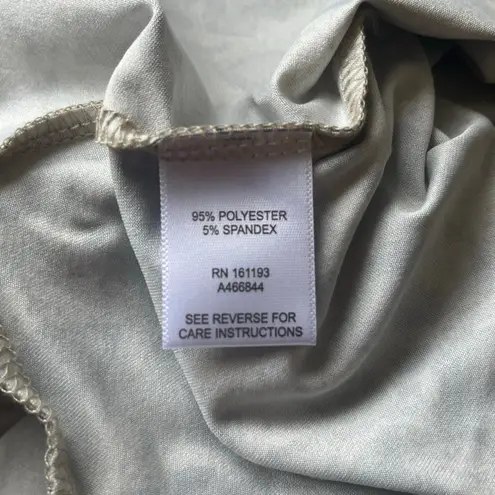 95% POLYESTER
5% SPANDEX
RN 161193
A466844
SEE REVERSE FOR
CARE INSTRUCTIONS